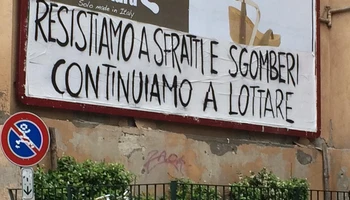 Solo made in Italy
RESISTIAMO A SFRATTI E SGOMBERI
CONTINUIAMO A LOTTARE